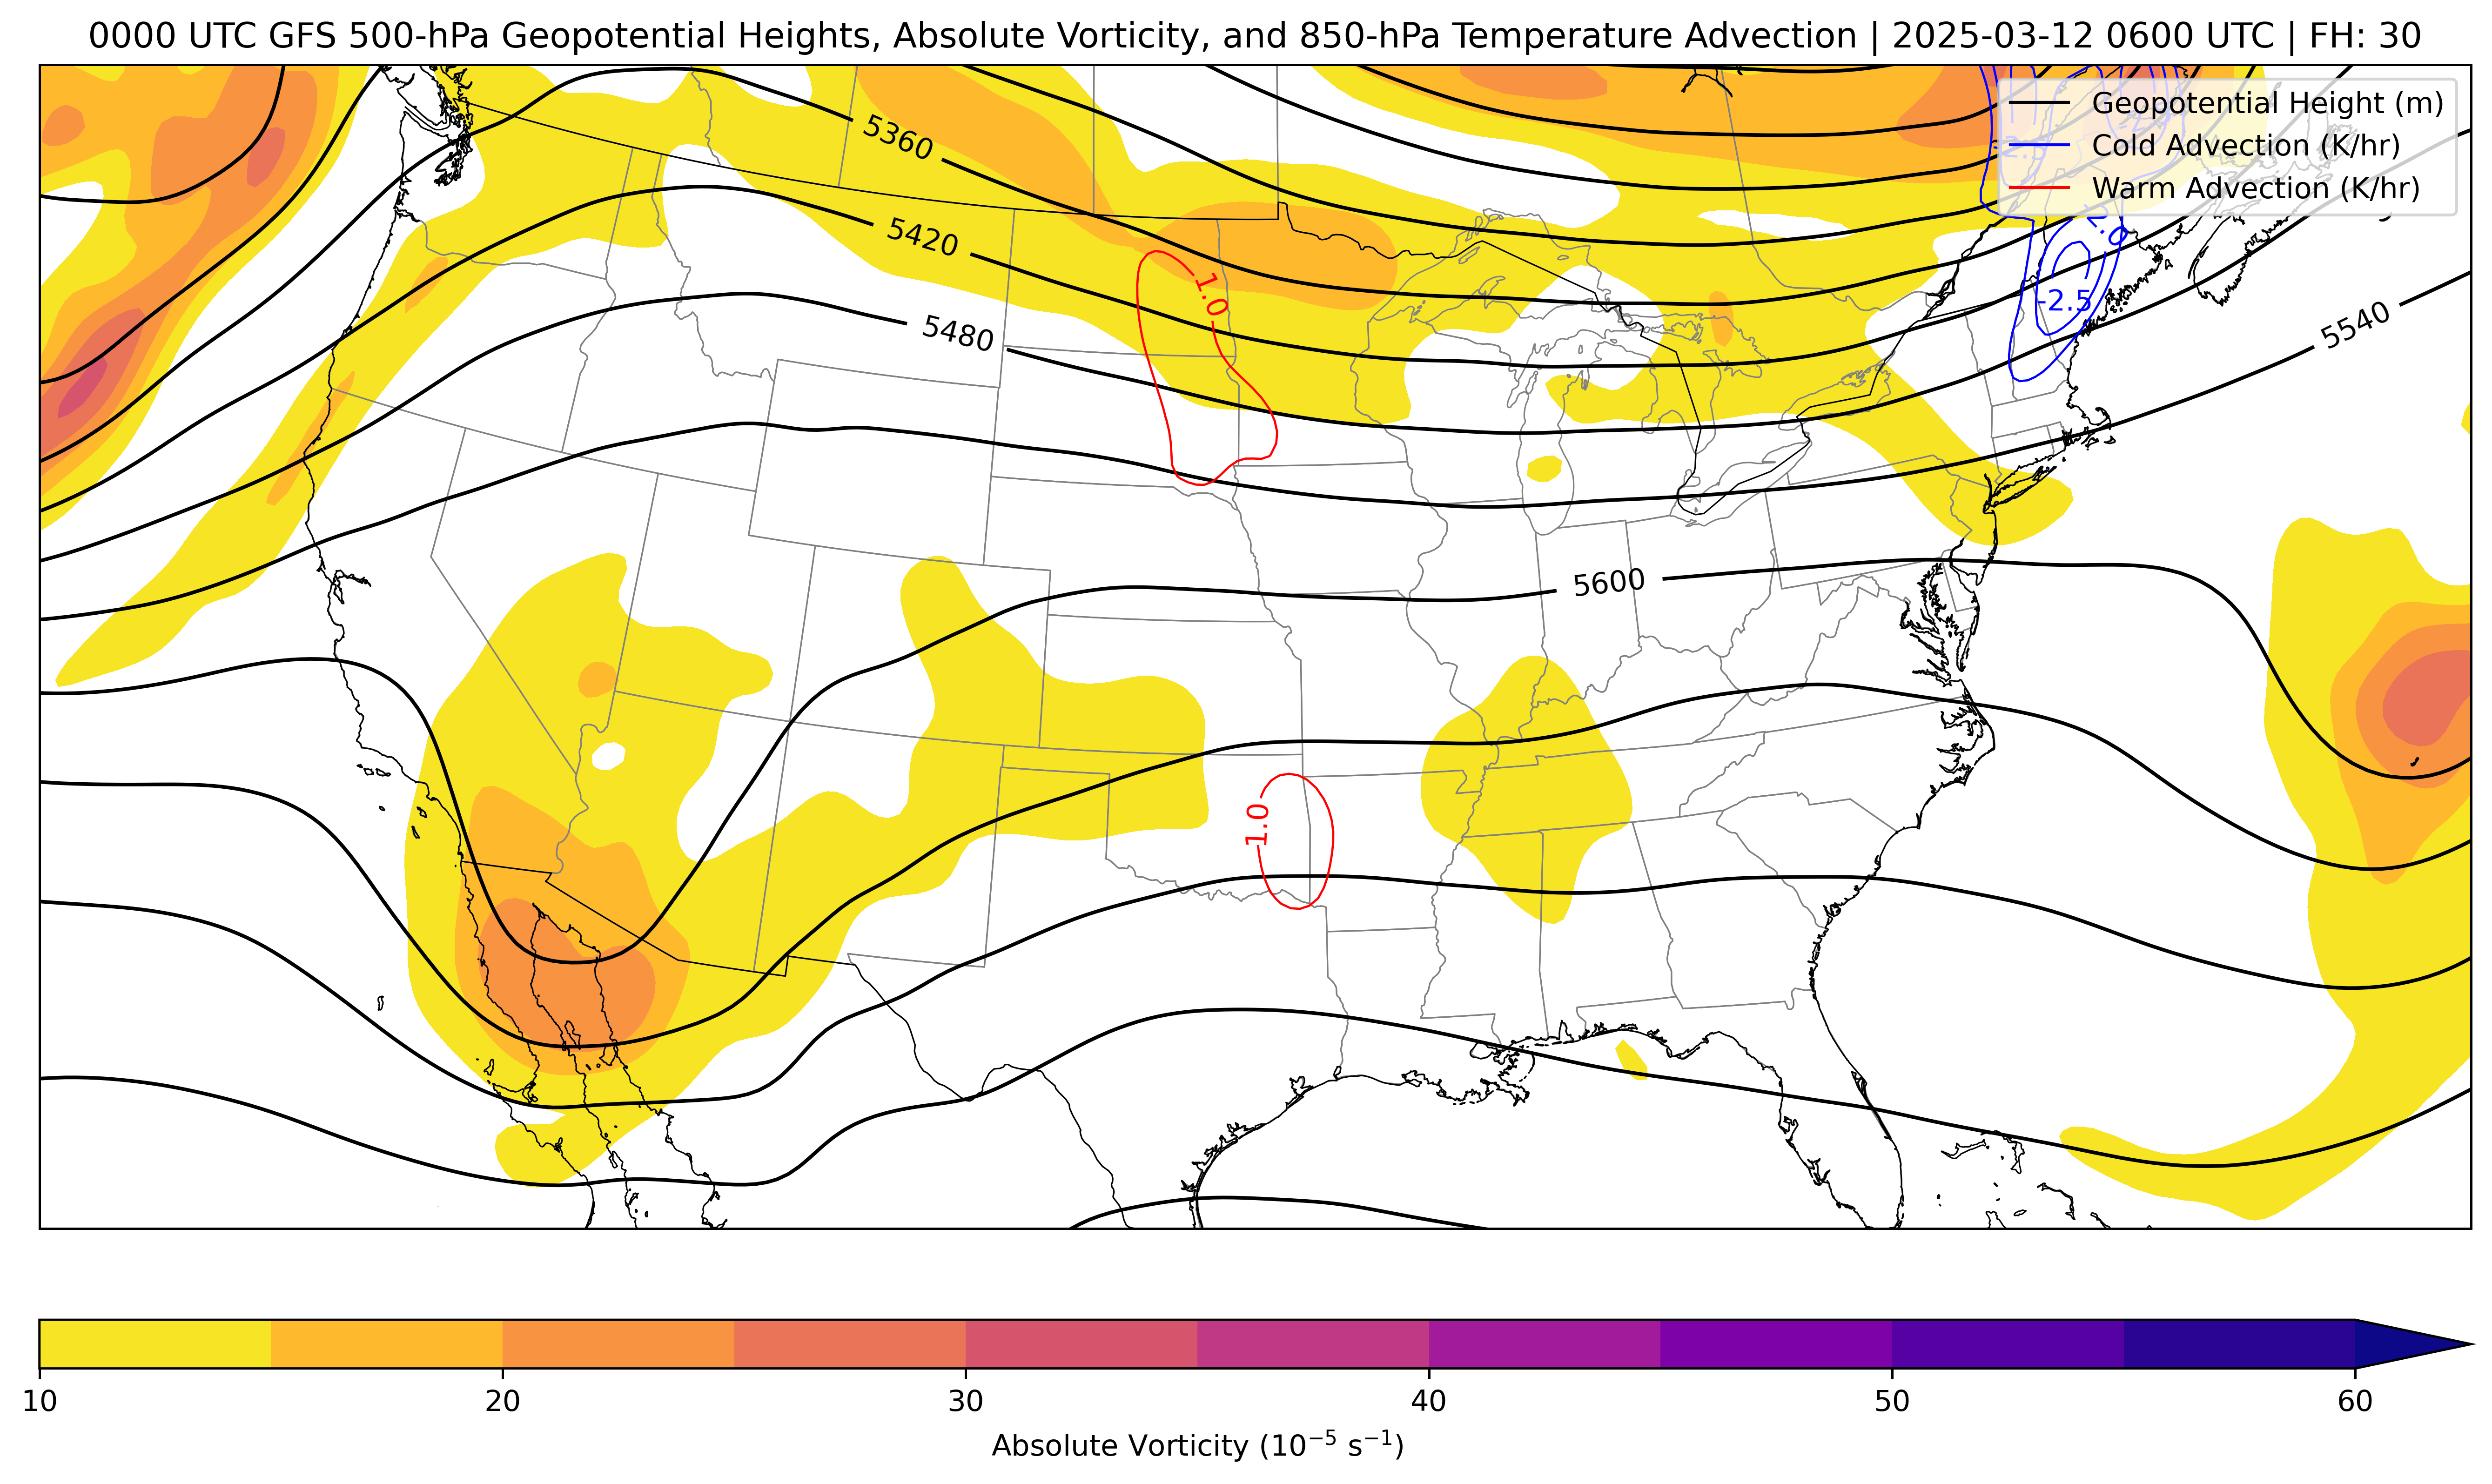 0000 UTC GFS 500-hPa Geopotential Heights, Absolute Vorticity, and 850-hPa Temperature Advection | 2025-03-12 0600 UTC | FH: 30
Geopotential Height (m)
Cold Advection (K/hr)
Warm Advection (K/hr)
5360
5420
5480
5540
5600
1.0
1.0
-2.5
10
20
30
40
50
60
Absolute Vorticity (10⁻⁵ s⁻¹)